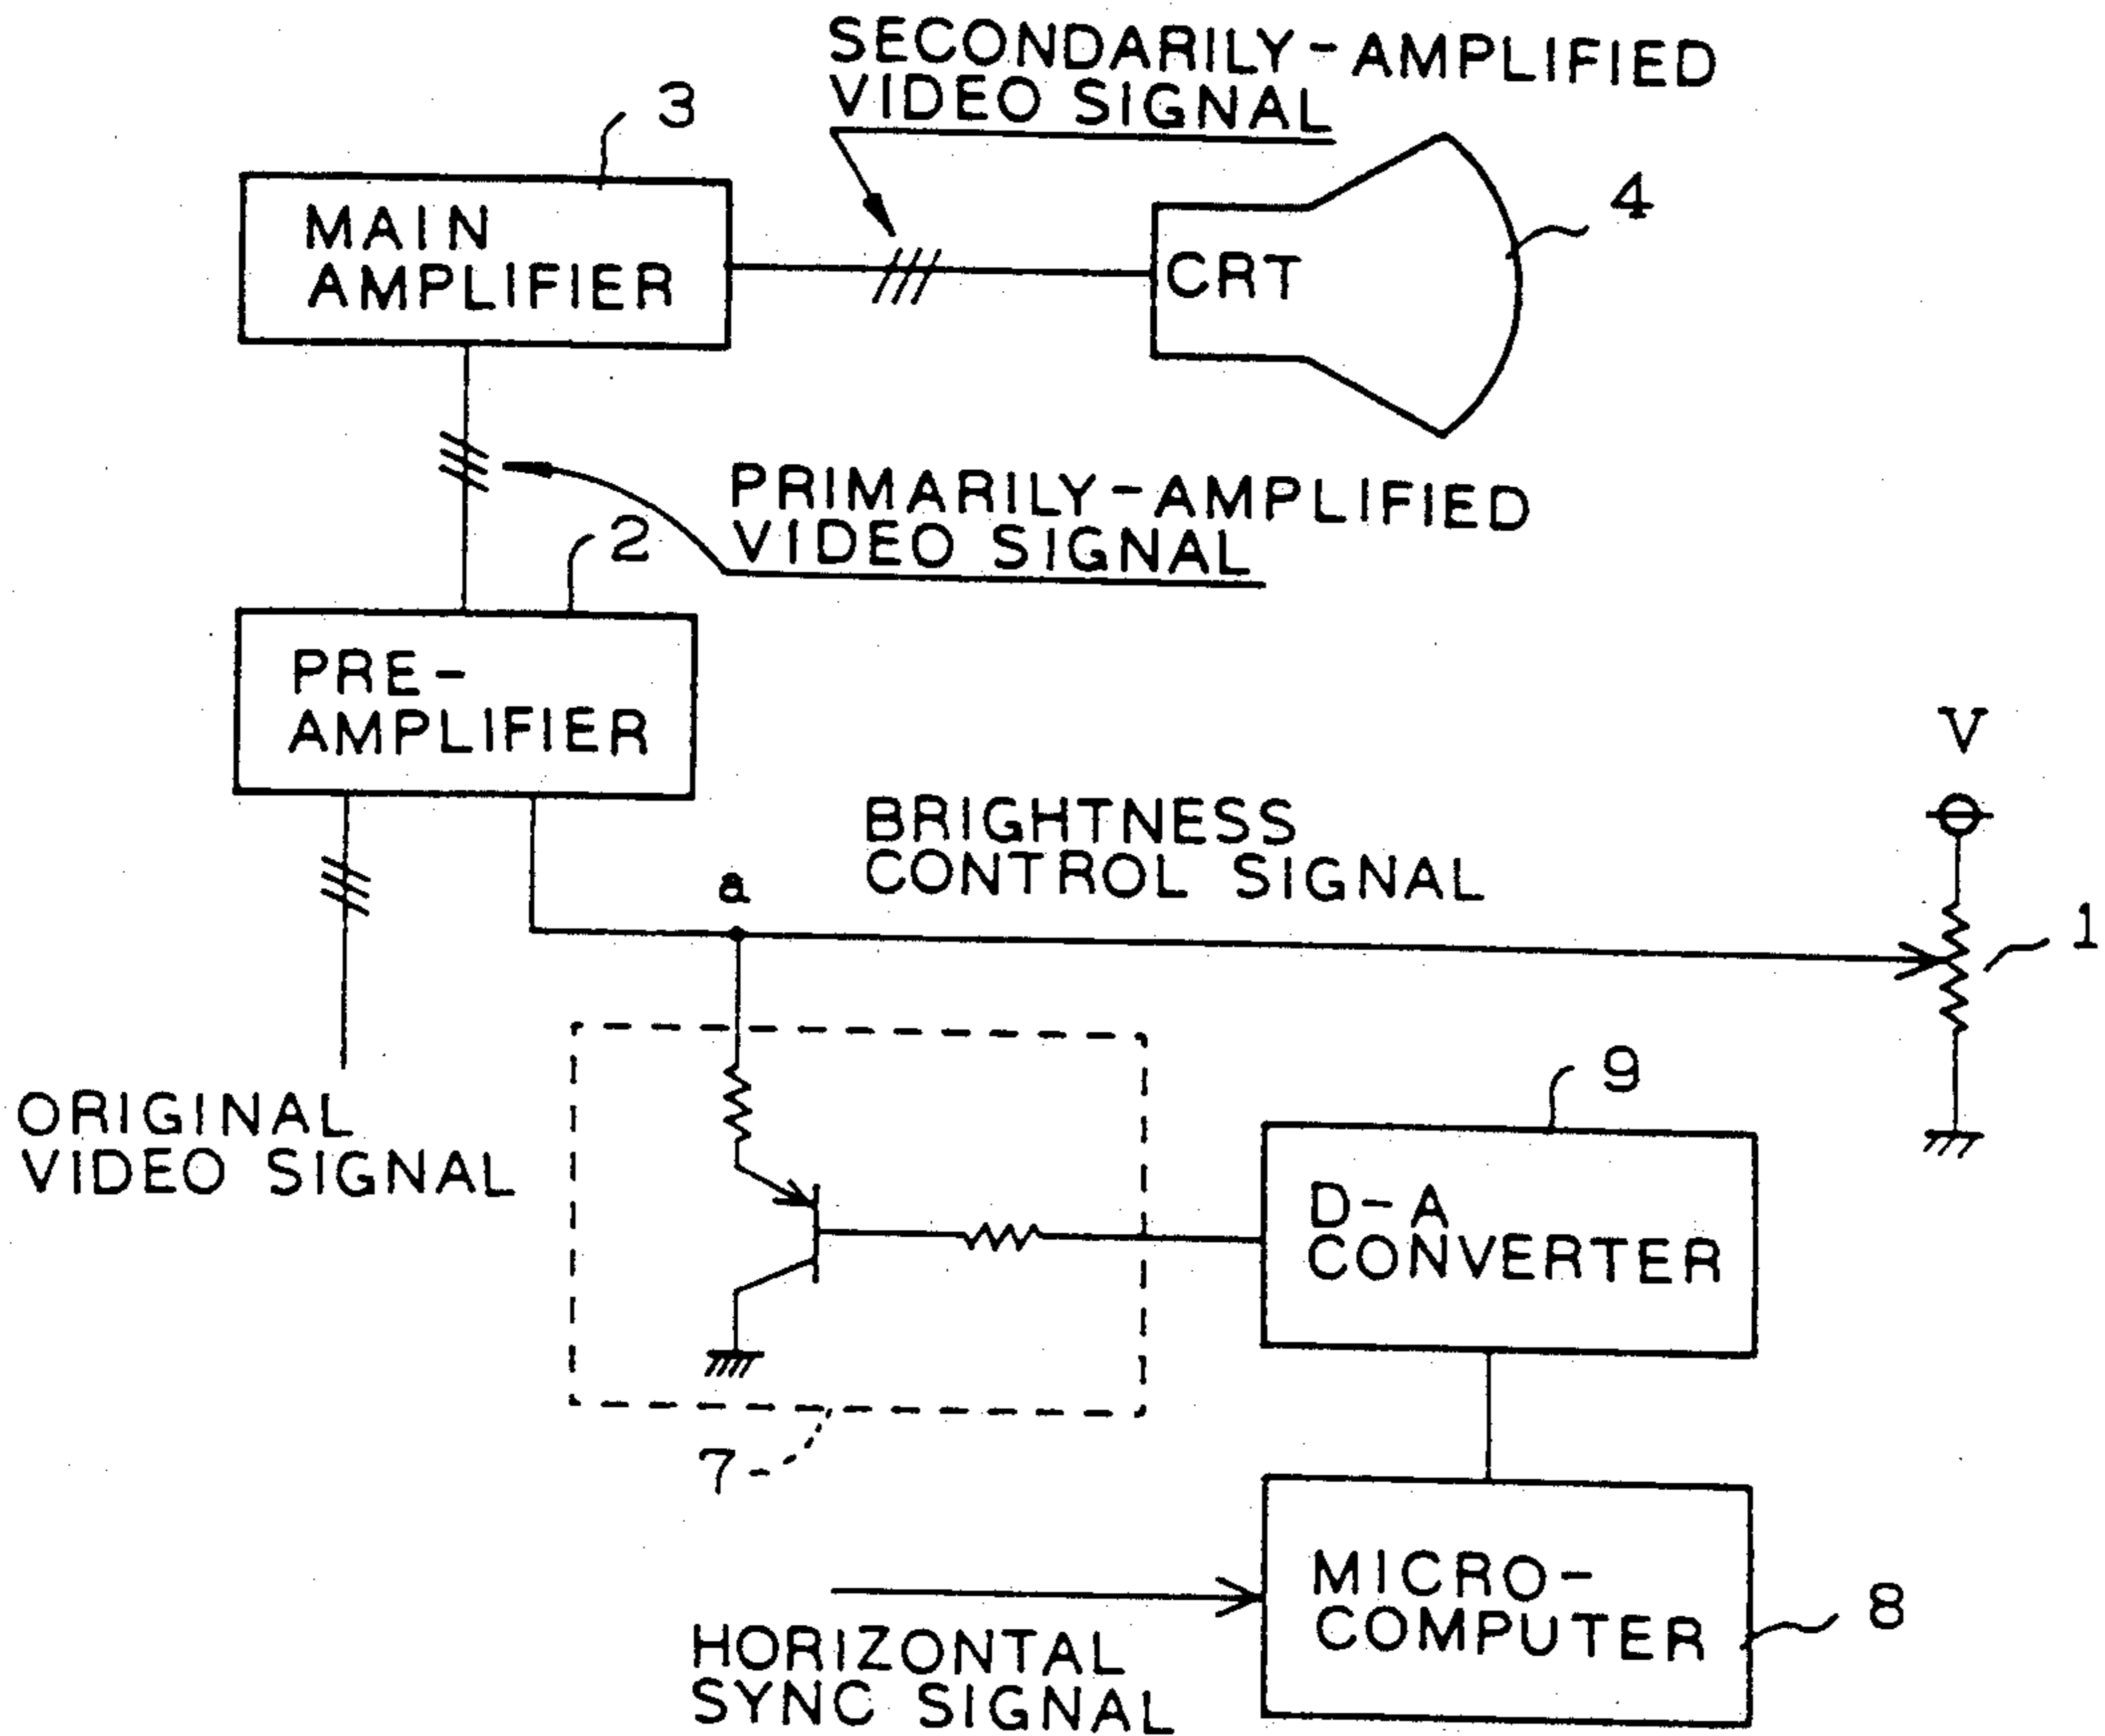 SECONDARILY-AMPLIFIED
VIDEO SIGNAL
3
4
MAIN
AMPLIFIER
CRT
PRIMARILY-AMPLIFIED
VIDEO SIGNAL
2
PRE-
AMPLIFIER
V
BRIGHTNESS
CONTROL SIGNAL
a
1
ORIGINAL
VIDEO SIGNAL
9
D-A
CONVERTER
7
MICRO-
COMPUTER
8
HORIZONTAL
SYNC SIGNAL